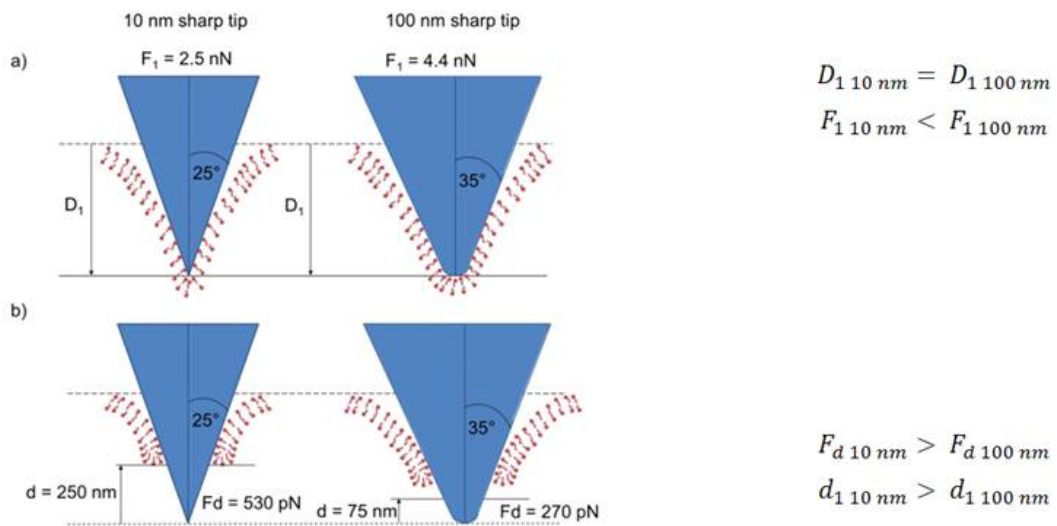 10 nm sharp tip
100 nm sharp tip
a)
F₁ = 2.5 nN
F₁ = 4.4 nN
D₁ ₁₀ nm = D₁ ₁₀₀ nm
F₁ ₁₀ nm < F₁ ₁₀₀ nm
25°
35°
D₁
D₁
b)
25°
35°
d = 250 nm
Fd = 530 pN
d = 75 nm
Fd = 270 pN
F_d ₁₀ nm > F_d ₁₀₀ nm
d₁ ₁₀ nm > d₁ ₁₀₀ nm